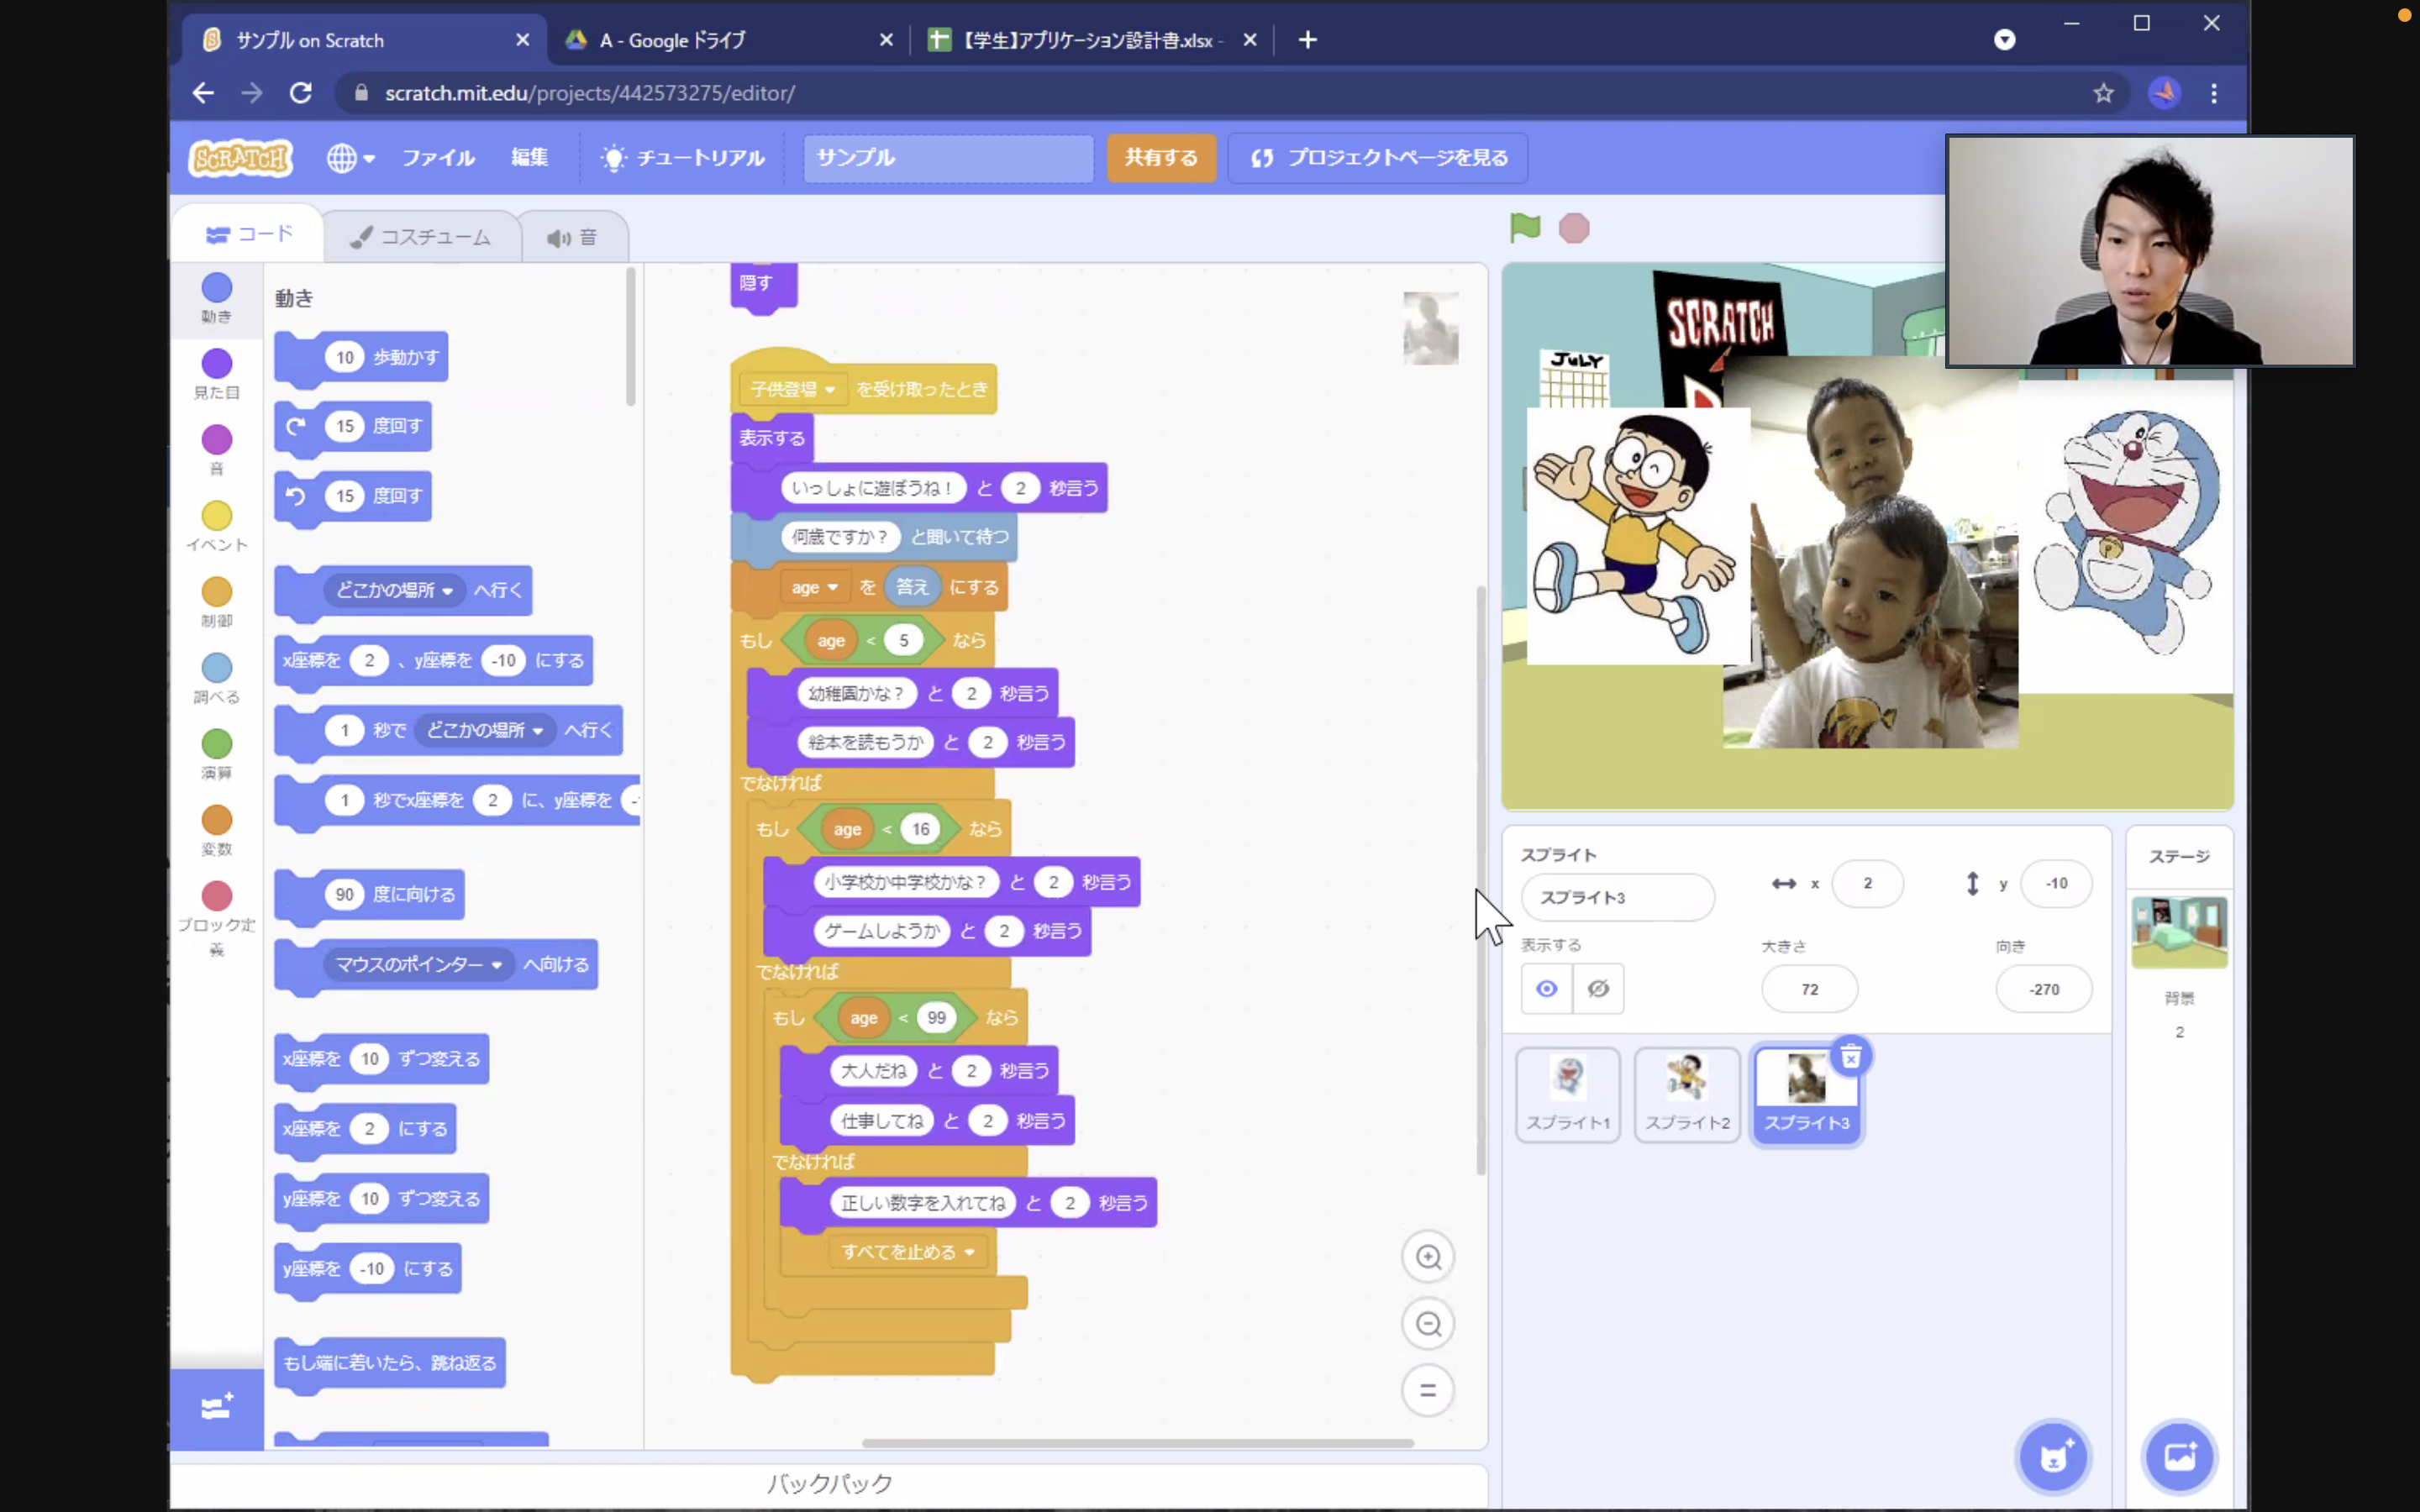 サンプル on Scratch
A - Google ドライブ
【学生】アプリケーション設計書.xlsx -
scratch.mit.edu/projects/442573275/editor/
SCRATCH
ファイル
編集
チュートリアル
サンプル
共有する
プロジェクトページを見る
コード
コスチューム
音
動き
見た目
音
イベント
制御
調べる
演算
変数
ブロック定
義
動き
10 歩動かす
15 度回す
15 度回す
どこかの場所 へ行く
x座標を 2 、y座標を -10 にする
1 秒で どこかの場所 へ行く
1 秒でx座標を 2 に、y座標を
90 度に向ける
マウスのポインター へ向ける
x座標を 10 ずつ変える
x座標を 2 にする
y座標を 10 ずつ変える
y座標を -10 にする
もし端に着いたら、跳ね返る
隠す
子供登場 を受け取ったとき
表示する
いっしょに遊ぼうね! と 2 秒言う
何歳ですか? と聞いて待つ
age を 答え にする
もし age < 5 なら
幼稚園かな? と 2 秒言う
絵本を読もうか と 2 秒言う
でなければ
もし age < 16 なら
小学校か中学校かな? と 2 秒言う
ゲームしようか と 2 秒言う
でなければ
もし age < 99 なら
大人だね と 2 秒言う
仕事してね と 2 秒言う
でなければ
正しい数字を入れてね と 2 秒言う
すべてを止める
JULY
SCRATCH
スプライト
スプライト3
x 2
y -10
表示する
大きさ 72
向き -270
スプライト1
スプライト2
スプライト3
ステージ
背景
2
バックパック